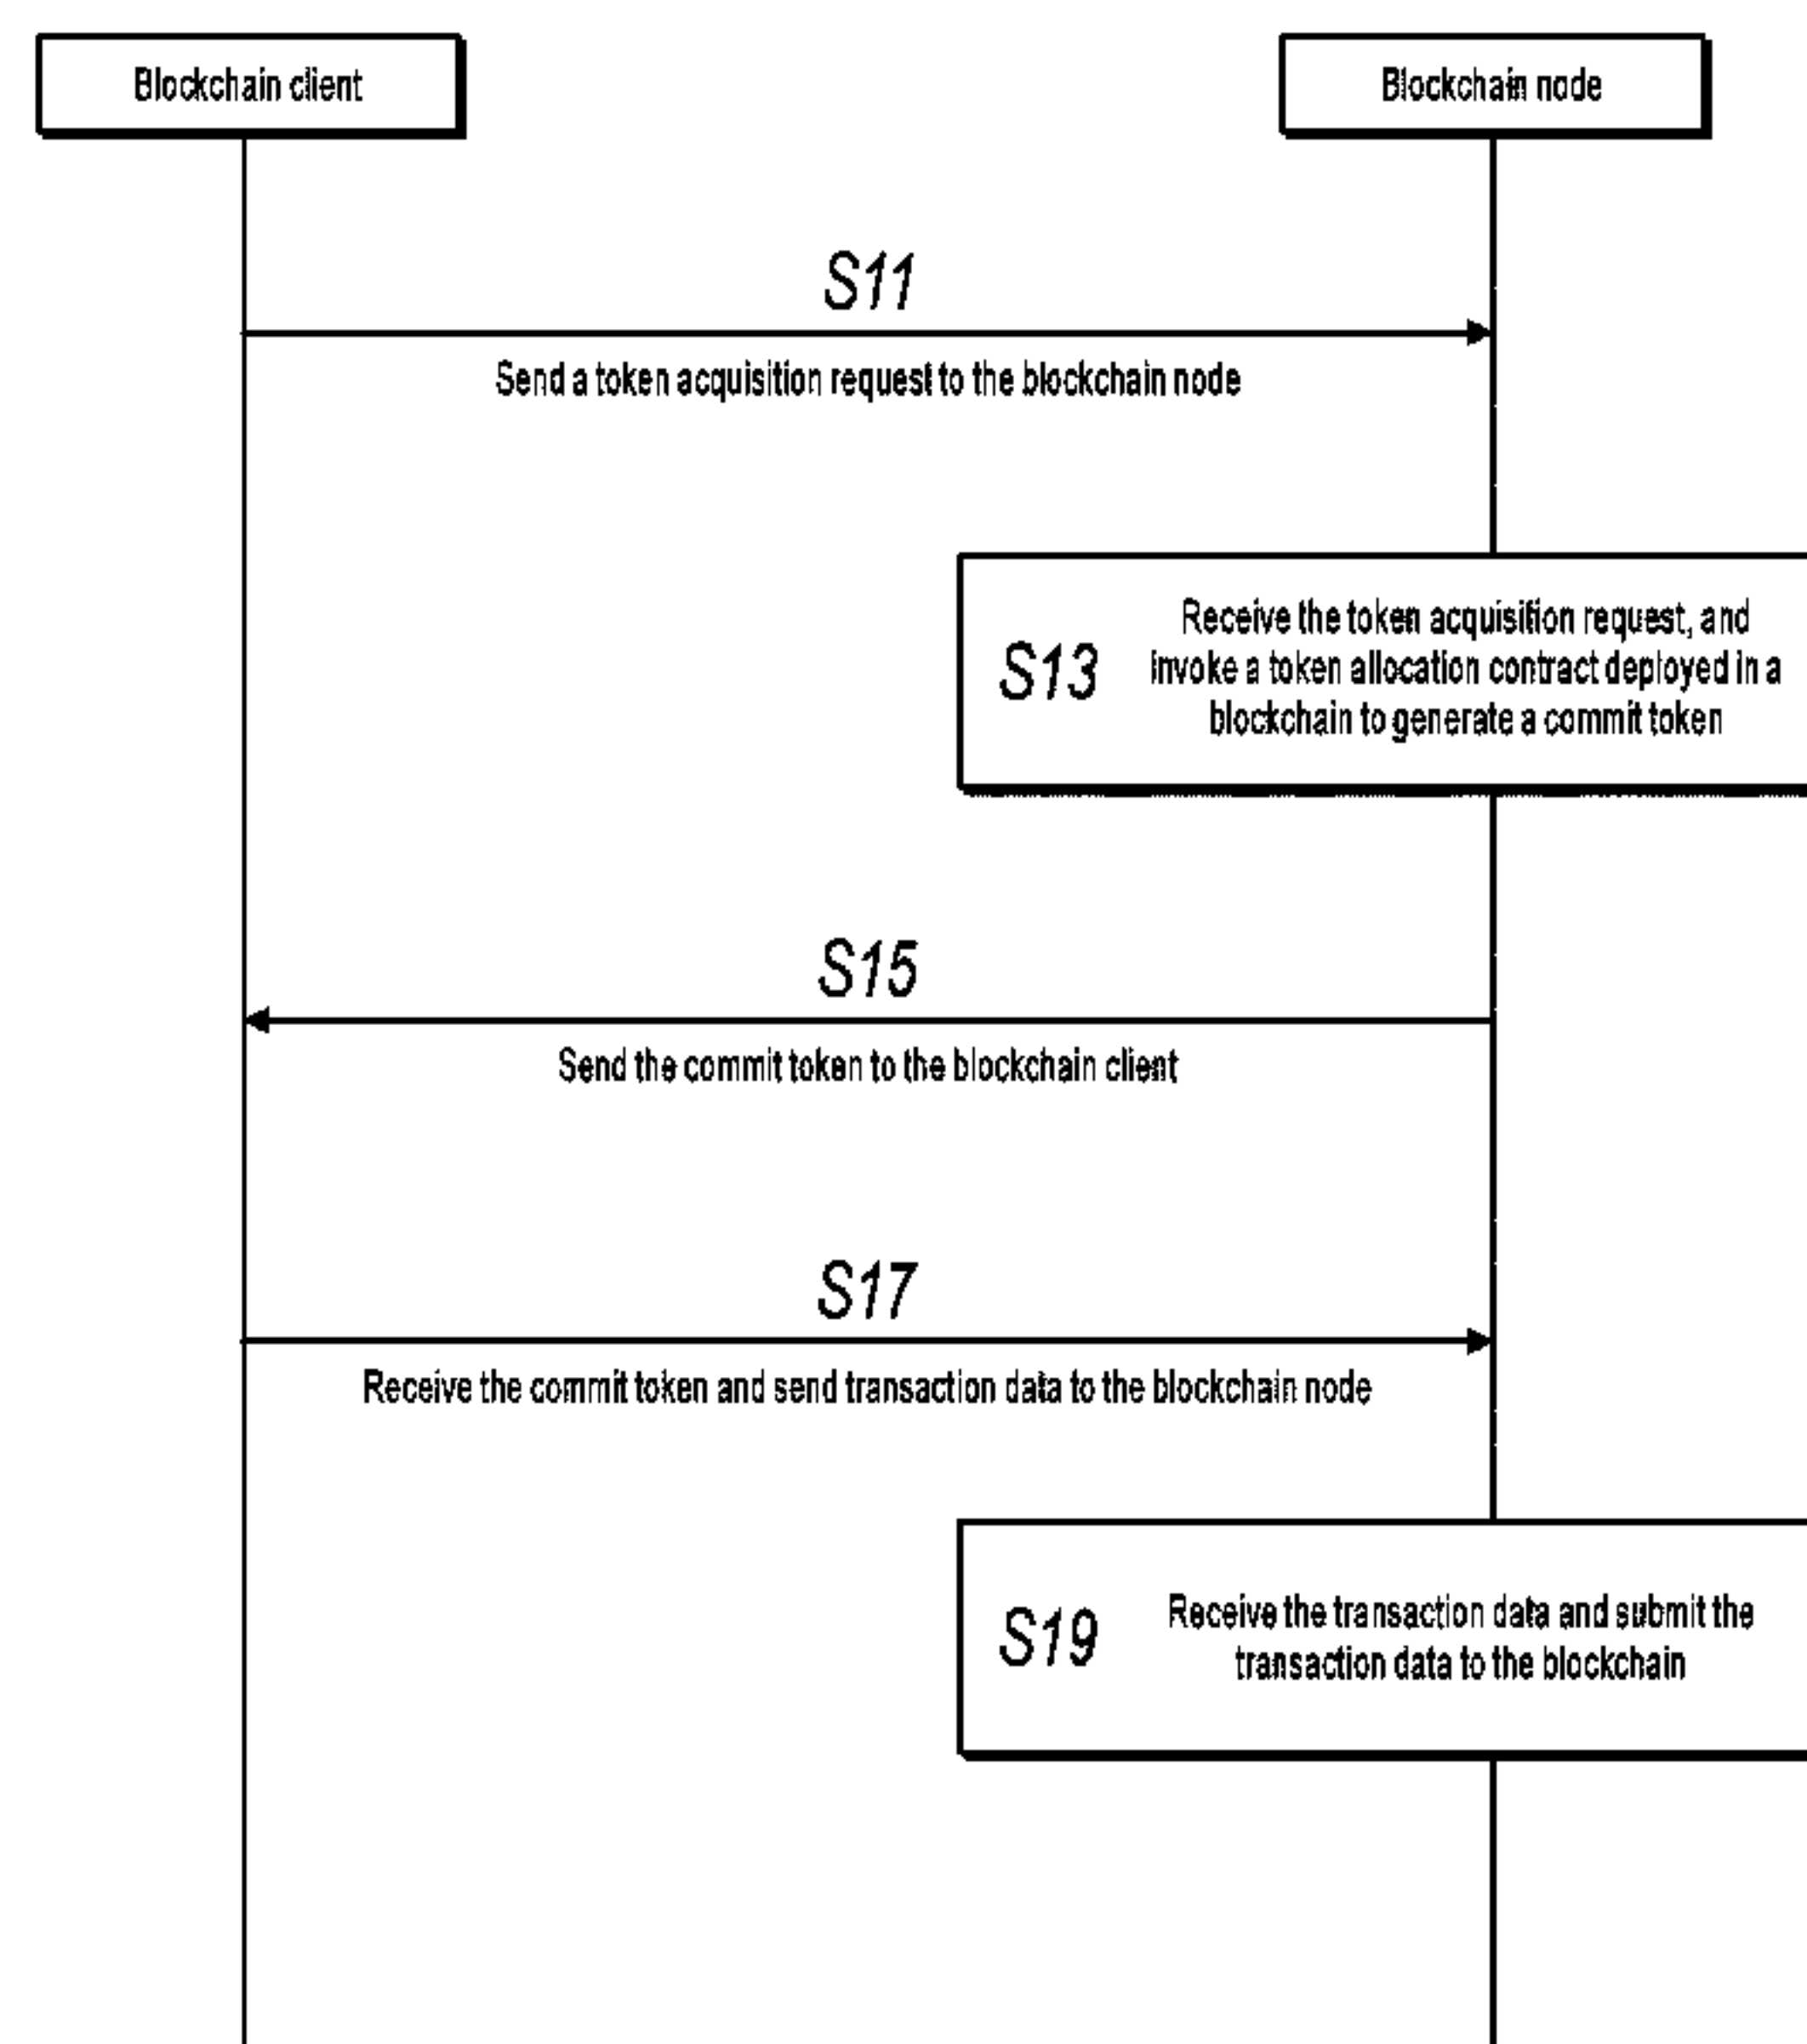 Blockchain client
Blockchain node
S11
Send a token acquisition request to the blockchain node
S13
Receive the token acquisition request, and
invoke a token allocation contract deployed in a
blockchain to generate a commit token
S15
Send the commit token to the blockchain client
S17
Receive the commit token and send transaction data to the blockchain node
S19
Receive the transaction data and submit the
transaction data to the blockchain